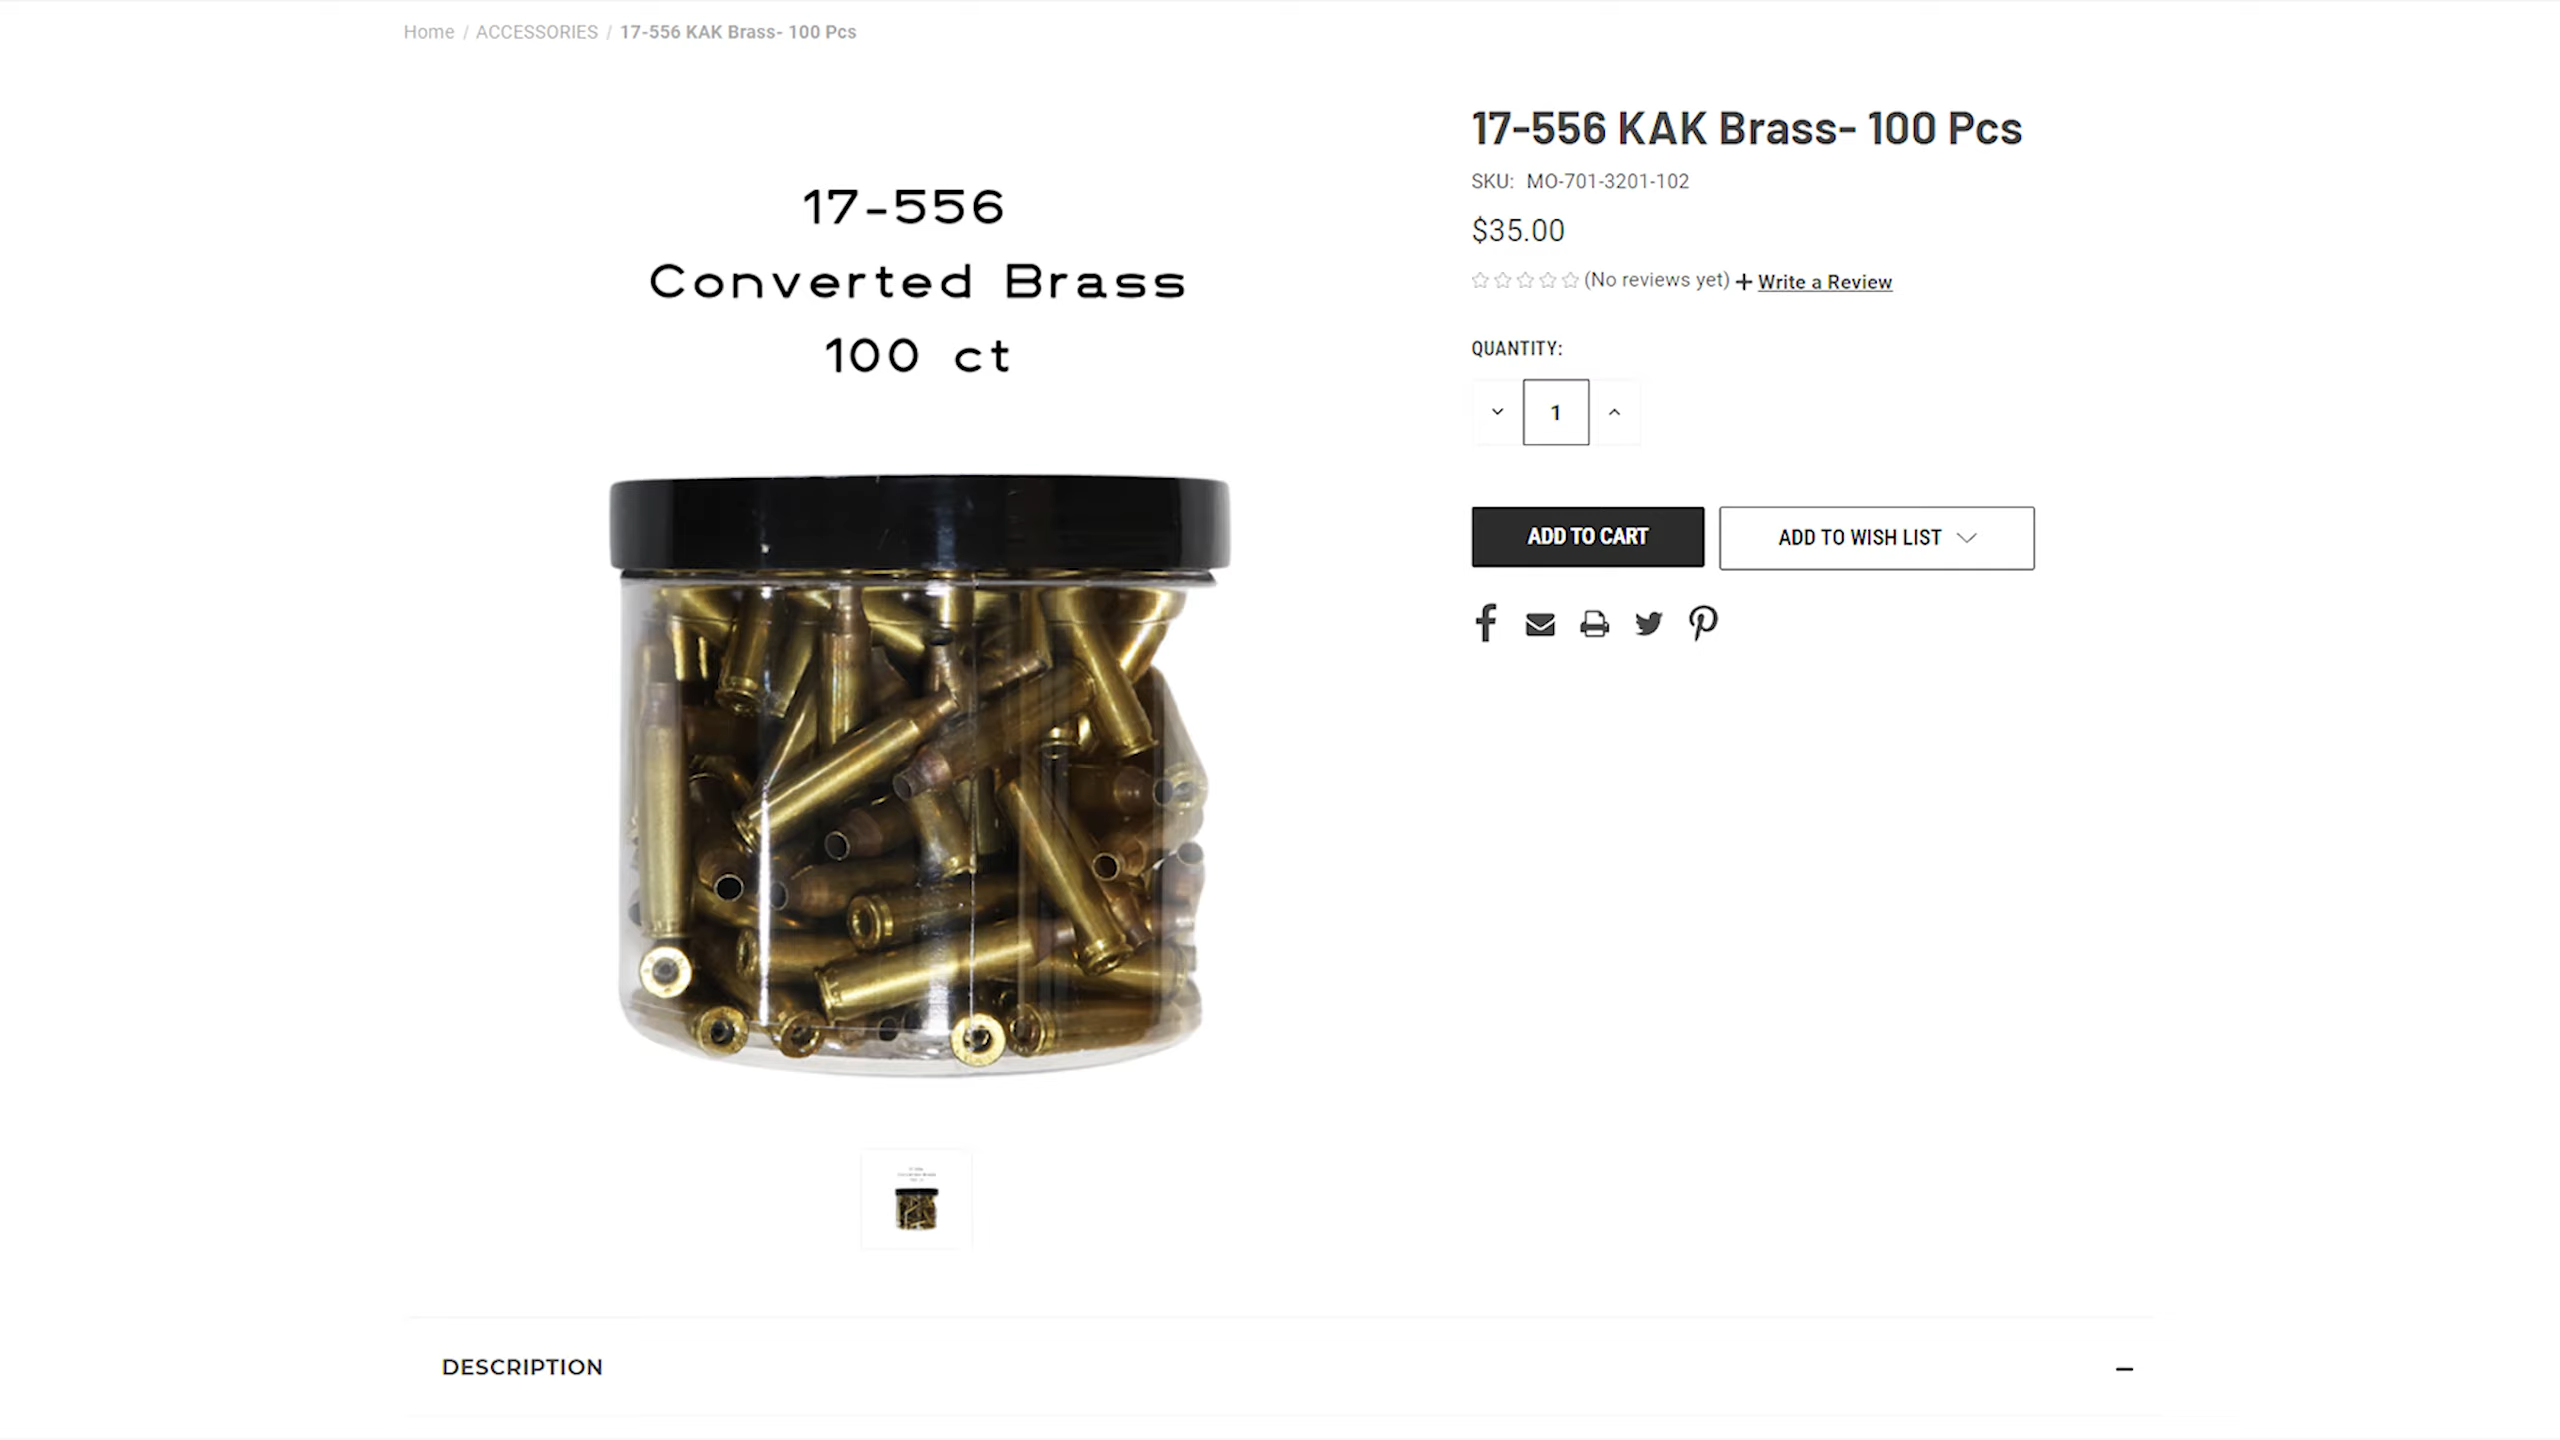 Home / ACCESSORIES / 17-556 KAK Brass- 100 Pcs
17-556
Converted Brass
100 ct
17-556 KAK Brass- 100 Pcs
SKU: MO-701-3201-102
$35.00
(No reviews yet) + Write a Review
QUANTITY:
1
ADD TO CART
ADD TO WISH LIST
DESCRIPTION